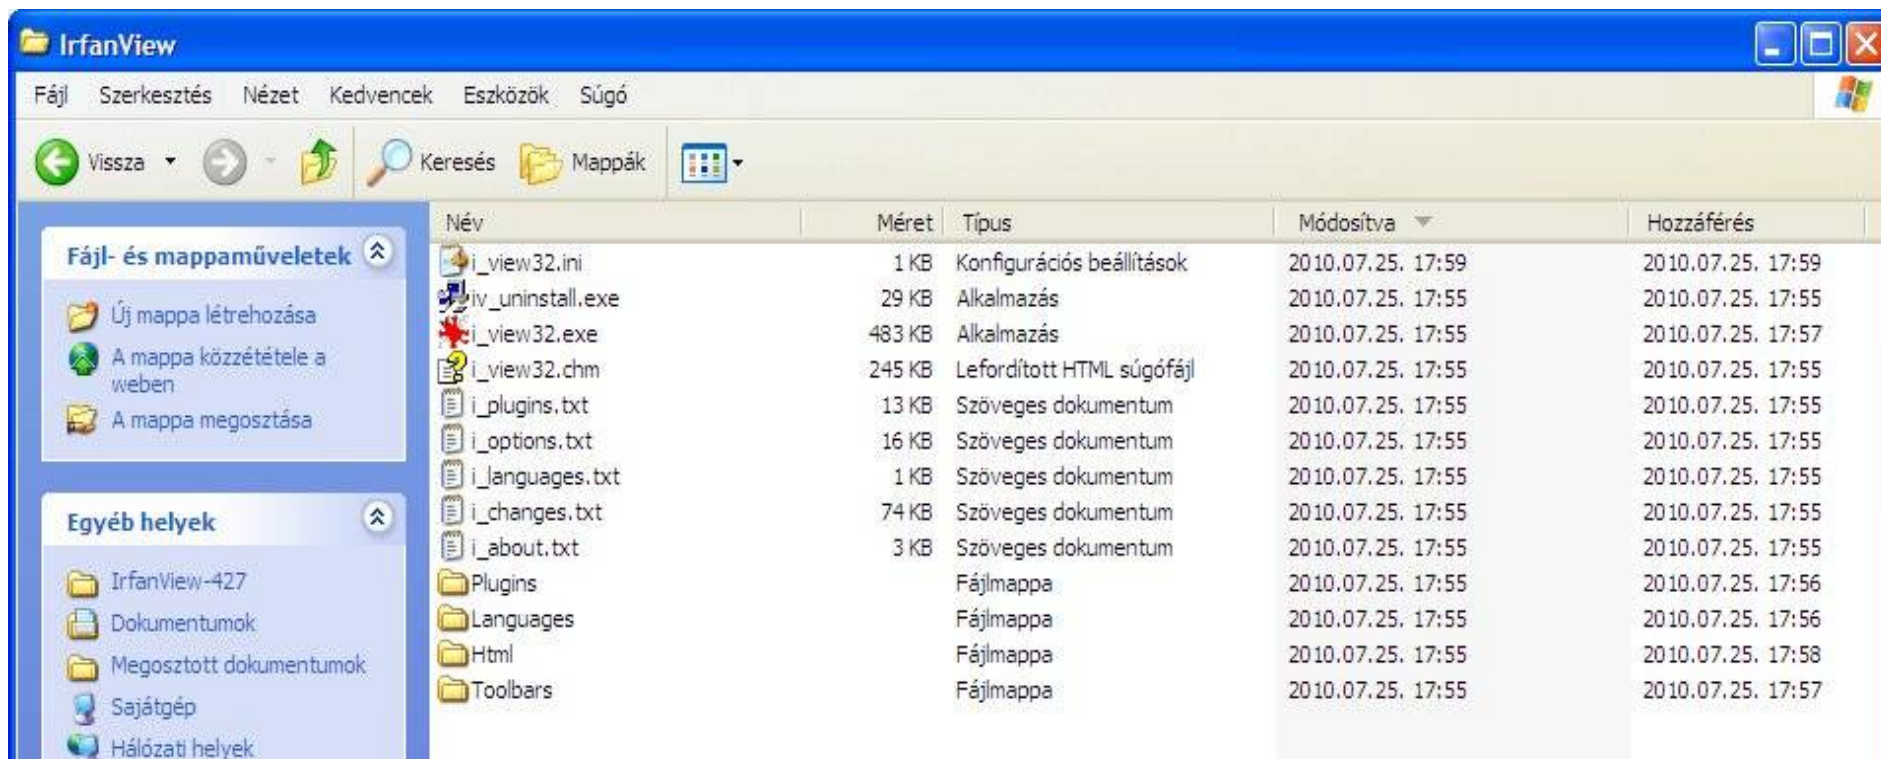 IrfanView
Fájl Szerkesztés Nézet Kedvencek Eszközök Súgó
Vissza Keresés Mappák
Fájl- és mappaműveletek
Új mappa létrehozása
A mappa közzététele a
weben
A mappa megosztása
Egyéb helyek
IrfanView-427
Dokumentumok
Megosztott dokumentumok
Sajátgép
Hálózati helyek
Név Méret Típus Módosítva Hozzáférés
i_view32.ini 1 KB Konfigurációs beállítások 2010.07.25. 17:59 2010.07.25. 17:59
iv_uninstall.exe 29 KB Alkalmazás 2010.07.25. 17:55 2010.07.25. 17:55
i_view32.exe 483 KB Alkalmazás 2010.07.25. 17:55 2010.07.25. 17:57
i_view32.chm 245 KB Lefordított HTML súgófájl 2010.07.25. 17:55 2010.07.25. 17:55
i_plugins.txt 13 KB Szöveges dokumentum 2010.07.25. 17:55 2010.07.25. 17:55
i_options.txt 16 KB Szöveges dokumentum 2010.07.25. 17:55 2010.07.25. 17:55
i_languages.txt 1 KB Szöveges dokumentum 2010.07.25. 17:55 2010.07.25. 17:55
i_changes.txt 74 KB Szöveges dokumentum 2010.07.25. 17:55 2010.07.25. 17:55
i_about.txt 3 KB Szöveges dokumentum 2010.07.25. 17:55 2010.07.25. 17:55
Plugins Fájlmappa 2010.07.25. 17:55 2010.07.25. 17:56
Languages Fájlmappa 2010.07.25. 17:55 2010.07.25. 17:56
Html Fájlmappa 2010.07.25. 17:55 2010.07.25. 17:58
Toolbars Fájlmappa 2010.07.25. 17:55 2010.07.25. 17:57